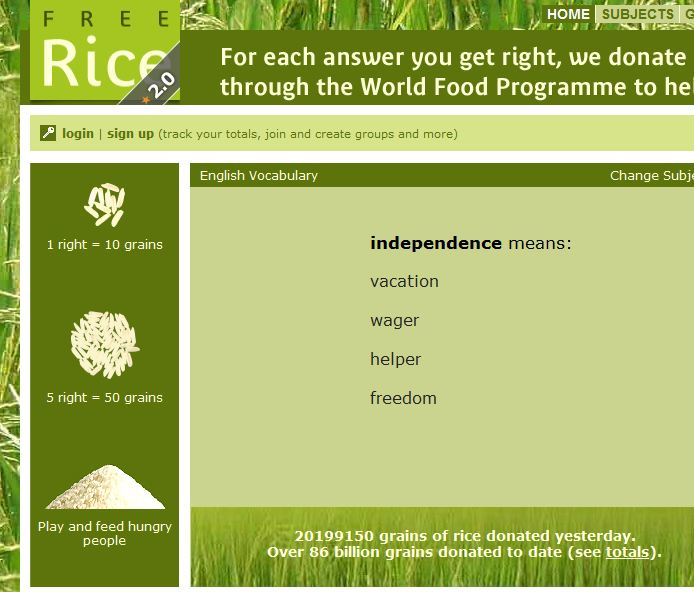 FREE
Rice
2.0
HOME SUBJECTS G
For each answer you get right, we donate
through the World Food Programme to hel
login | sign up (track your totals, join and create groups and more)
English Vocabulary Change Subje
1 right = 10 grains
5 right = 50 grains
Play and feed hungry
people
independence means:
vacation
wager
helper
freedom
20199150 grains of rice donated yesterday.
Over 86 billion grains donated to date (see totals).